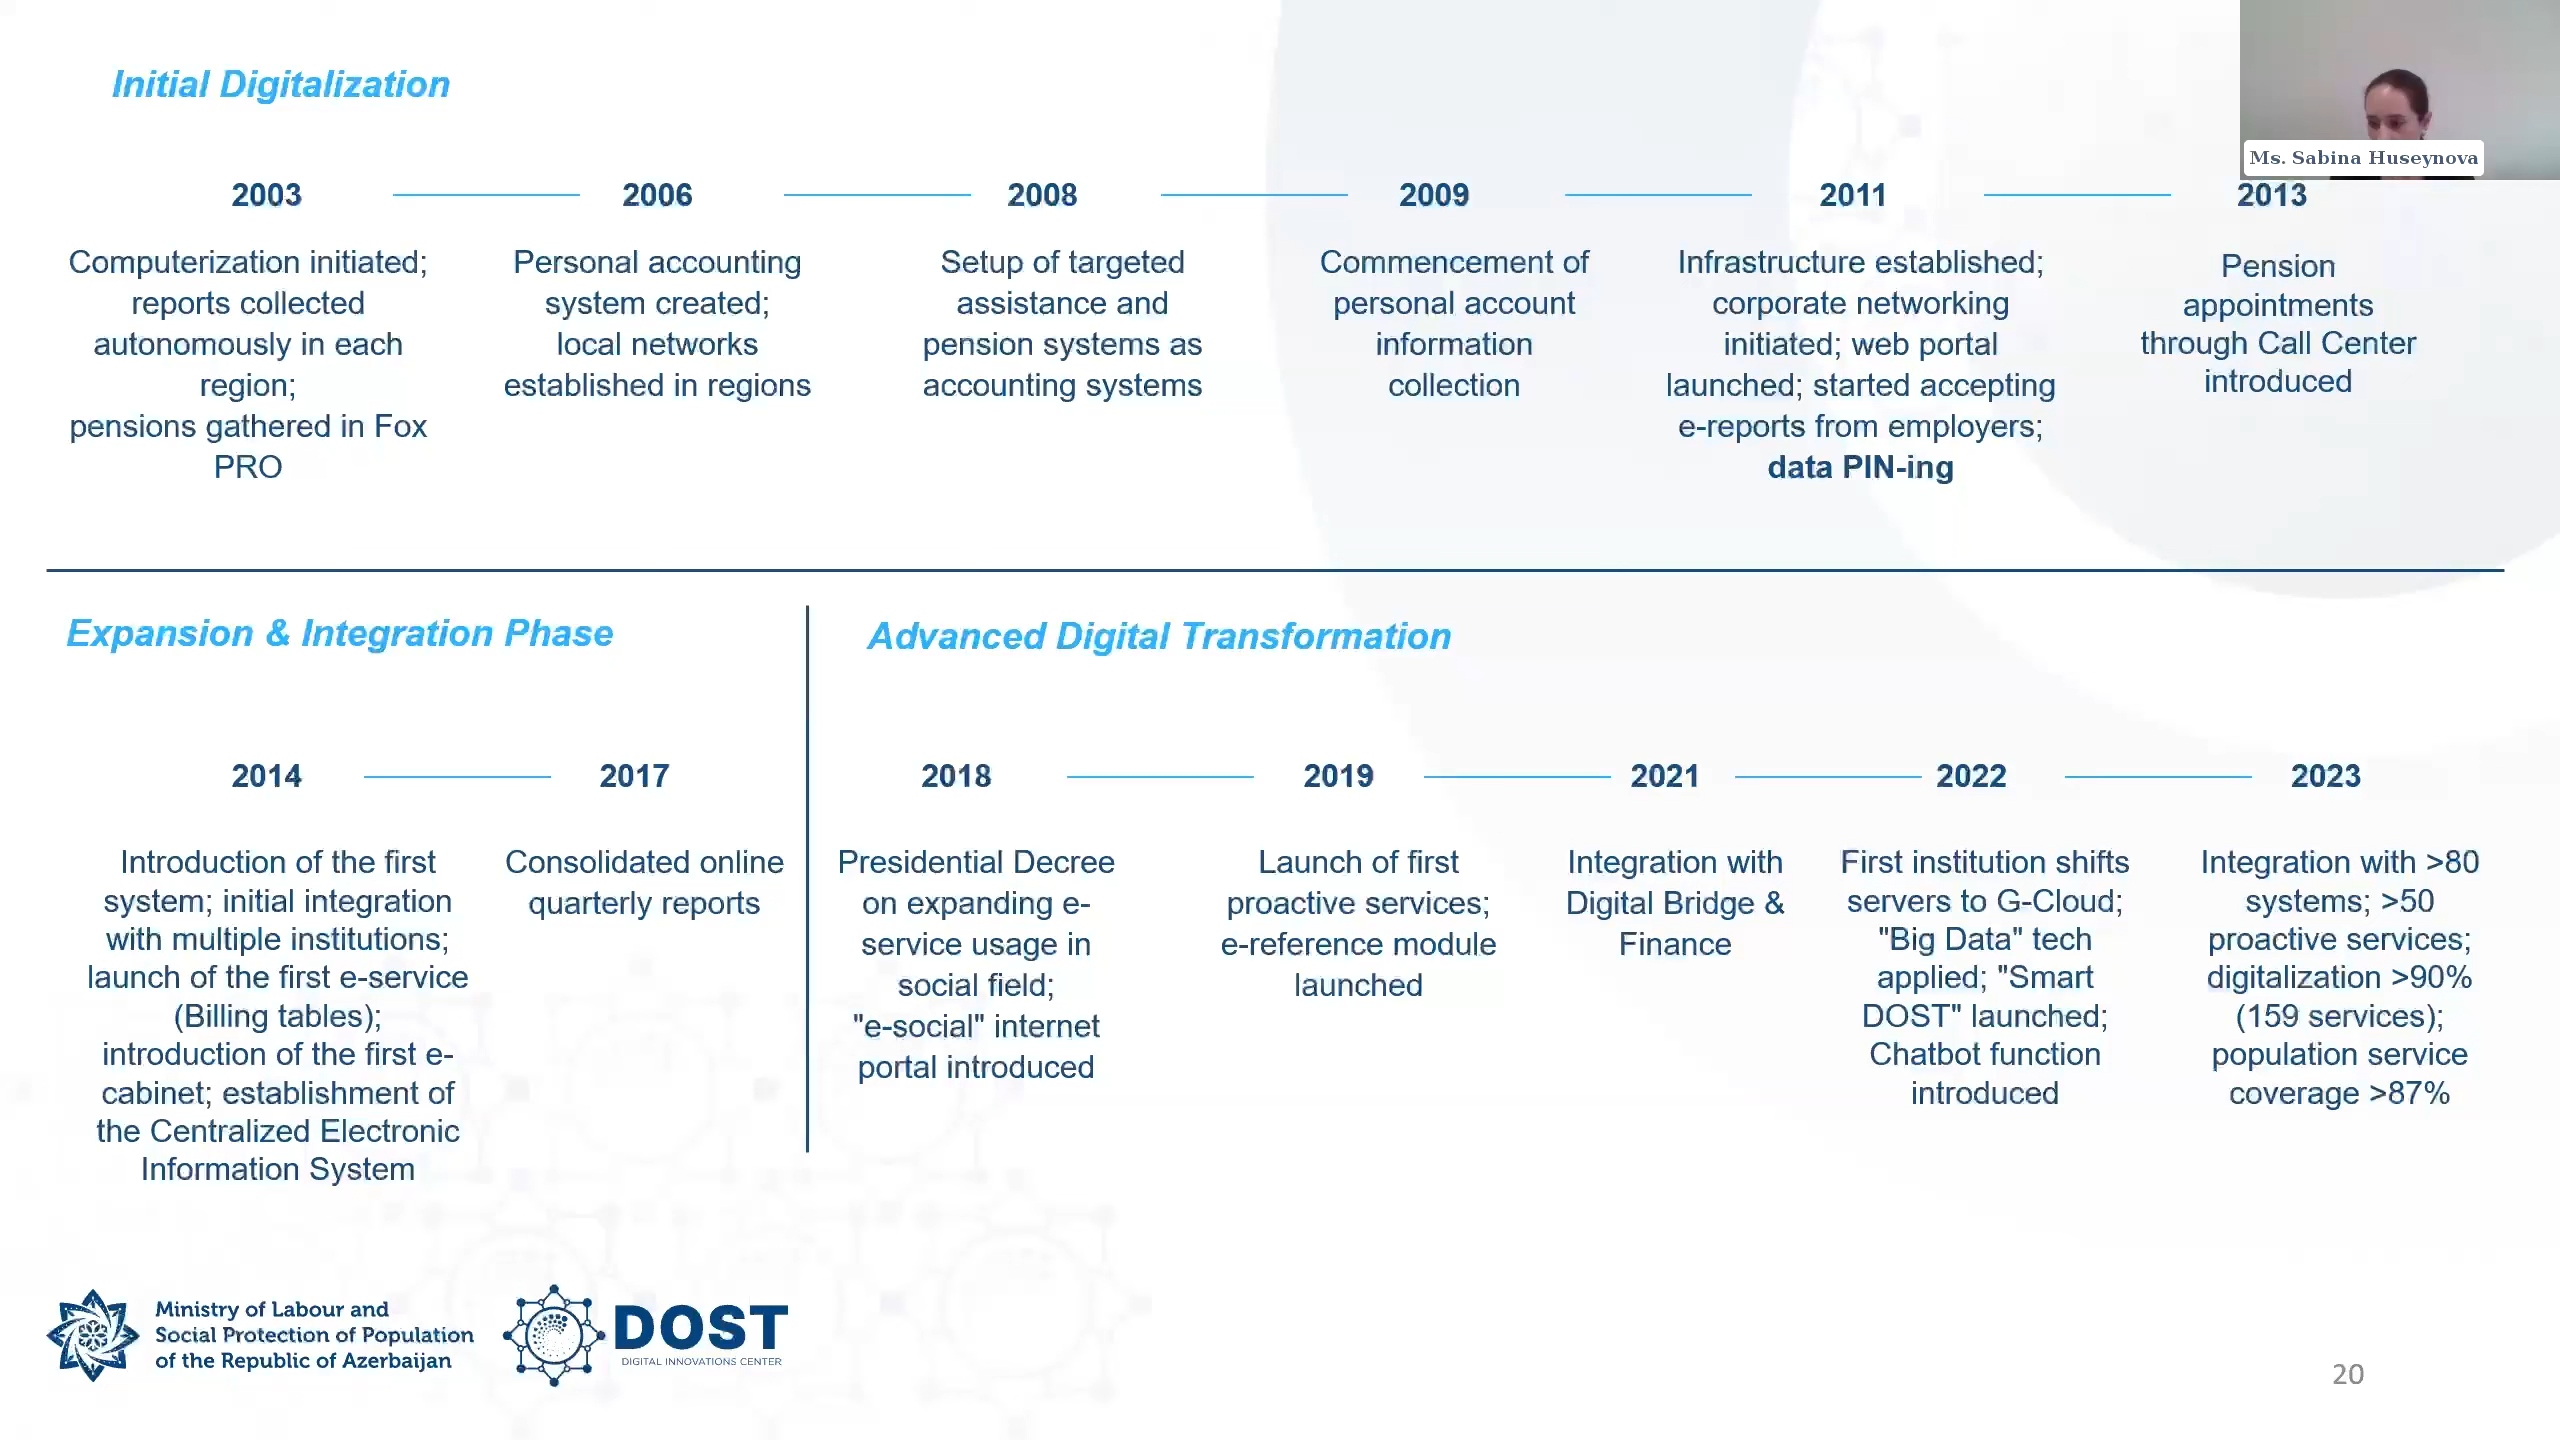 Initial Digitalization
Ms. Sabina Huseynova
2003
2006
2008
2009
2011
2013
Computerization initiated;
reports collected
autonomously in each
region;
pensions gathered in Fox
PRO
Personal accounting
system created;
local networks
established in regions
Setup of targeted
assistance and
pension systems as
accounting systems
Commencement of
personal account
information
collection
Infrastructure established;
corporate networking
initiated; web portal
launched; started accepting
e-reports from employers;
data PIN-ing
Pension
appointments
through Call Center
introduced
Expansion & Integration Phase
2014
2017
Introduction of the first
system; initial integration
with multiple institutions;
launch of the first e-service
(Billing tables);
introduction of the first e-
cabinet; establishment of
the Centralized Electronic
Information System
Consolidated online
quarterly reports
Advanced Digital Transformation
2018
2019
2021
2022
2023
Presidential Decree
on expanding e-
service usage in
social field;
"e-social" internet
portal introduced
Launch of first
proactive services;
e-reference module
launched
Integration with
Digital Bridge &
Finance
First institution shifts
servers to G-Cloud;
"Big Data" tech
applied; "Smart
DOST" launched;
Chatbot function
introduced
Integration with >80
systems; >50
proactive services;
digitalization >90%
(159 services);
population service
coverage >87%
Ministry of Labour and
Social Protection of Population
of the Republic of Azerbaijan
DOST
DIGITAL INNOVATIONS CENTER
20